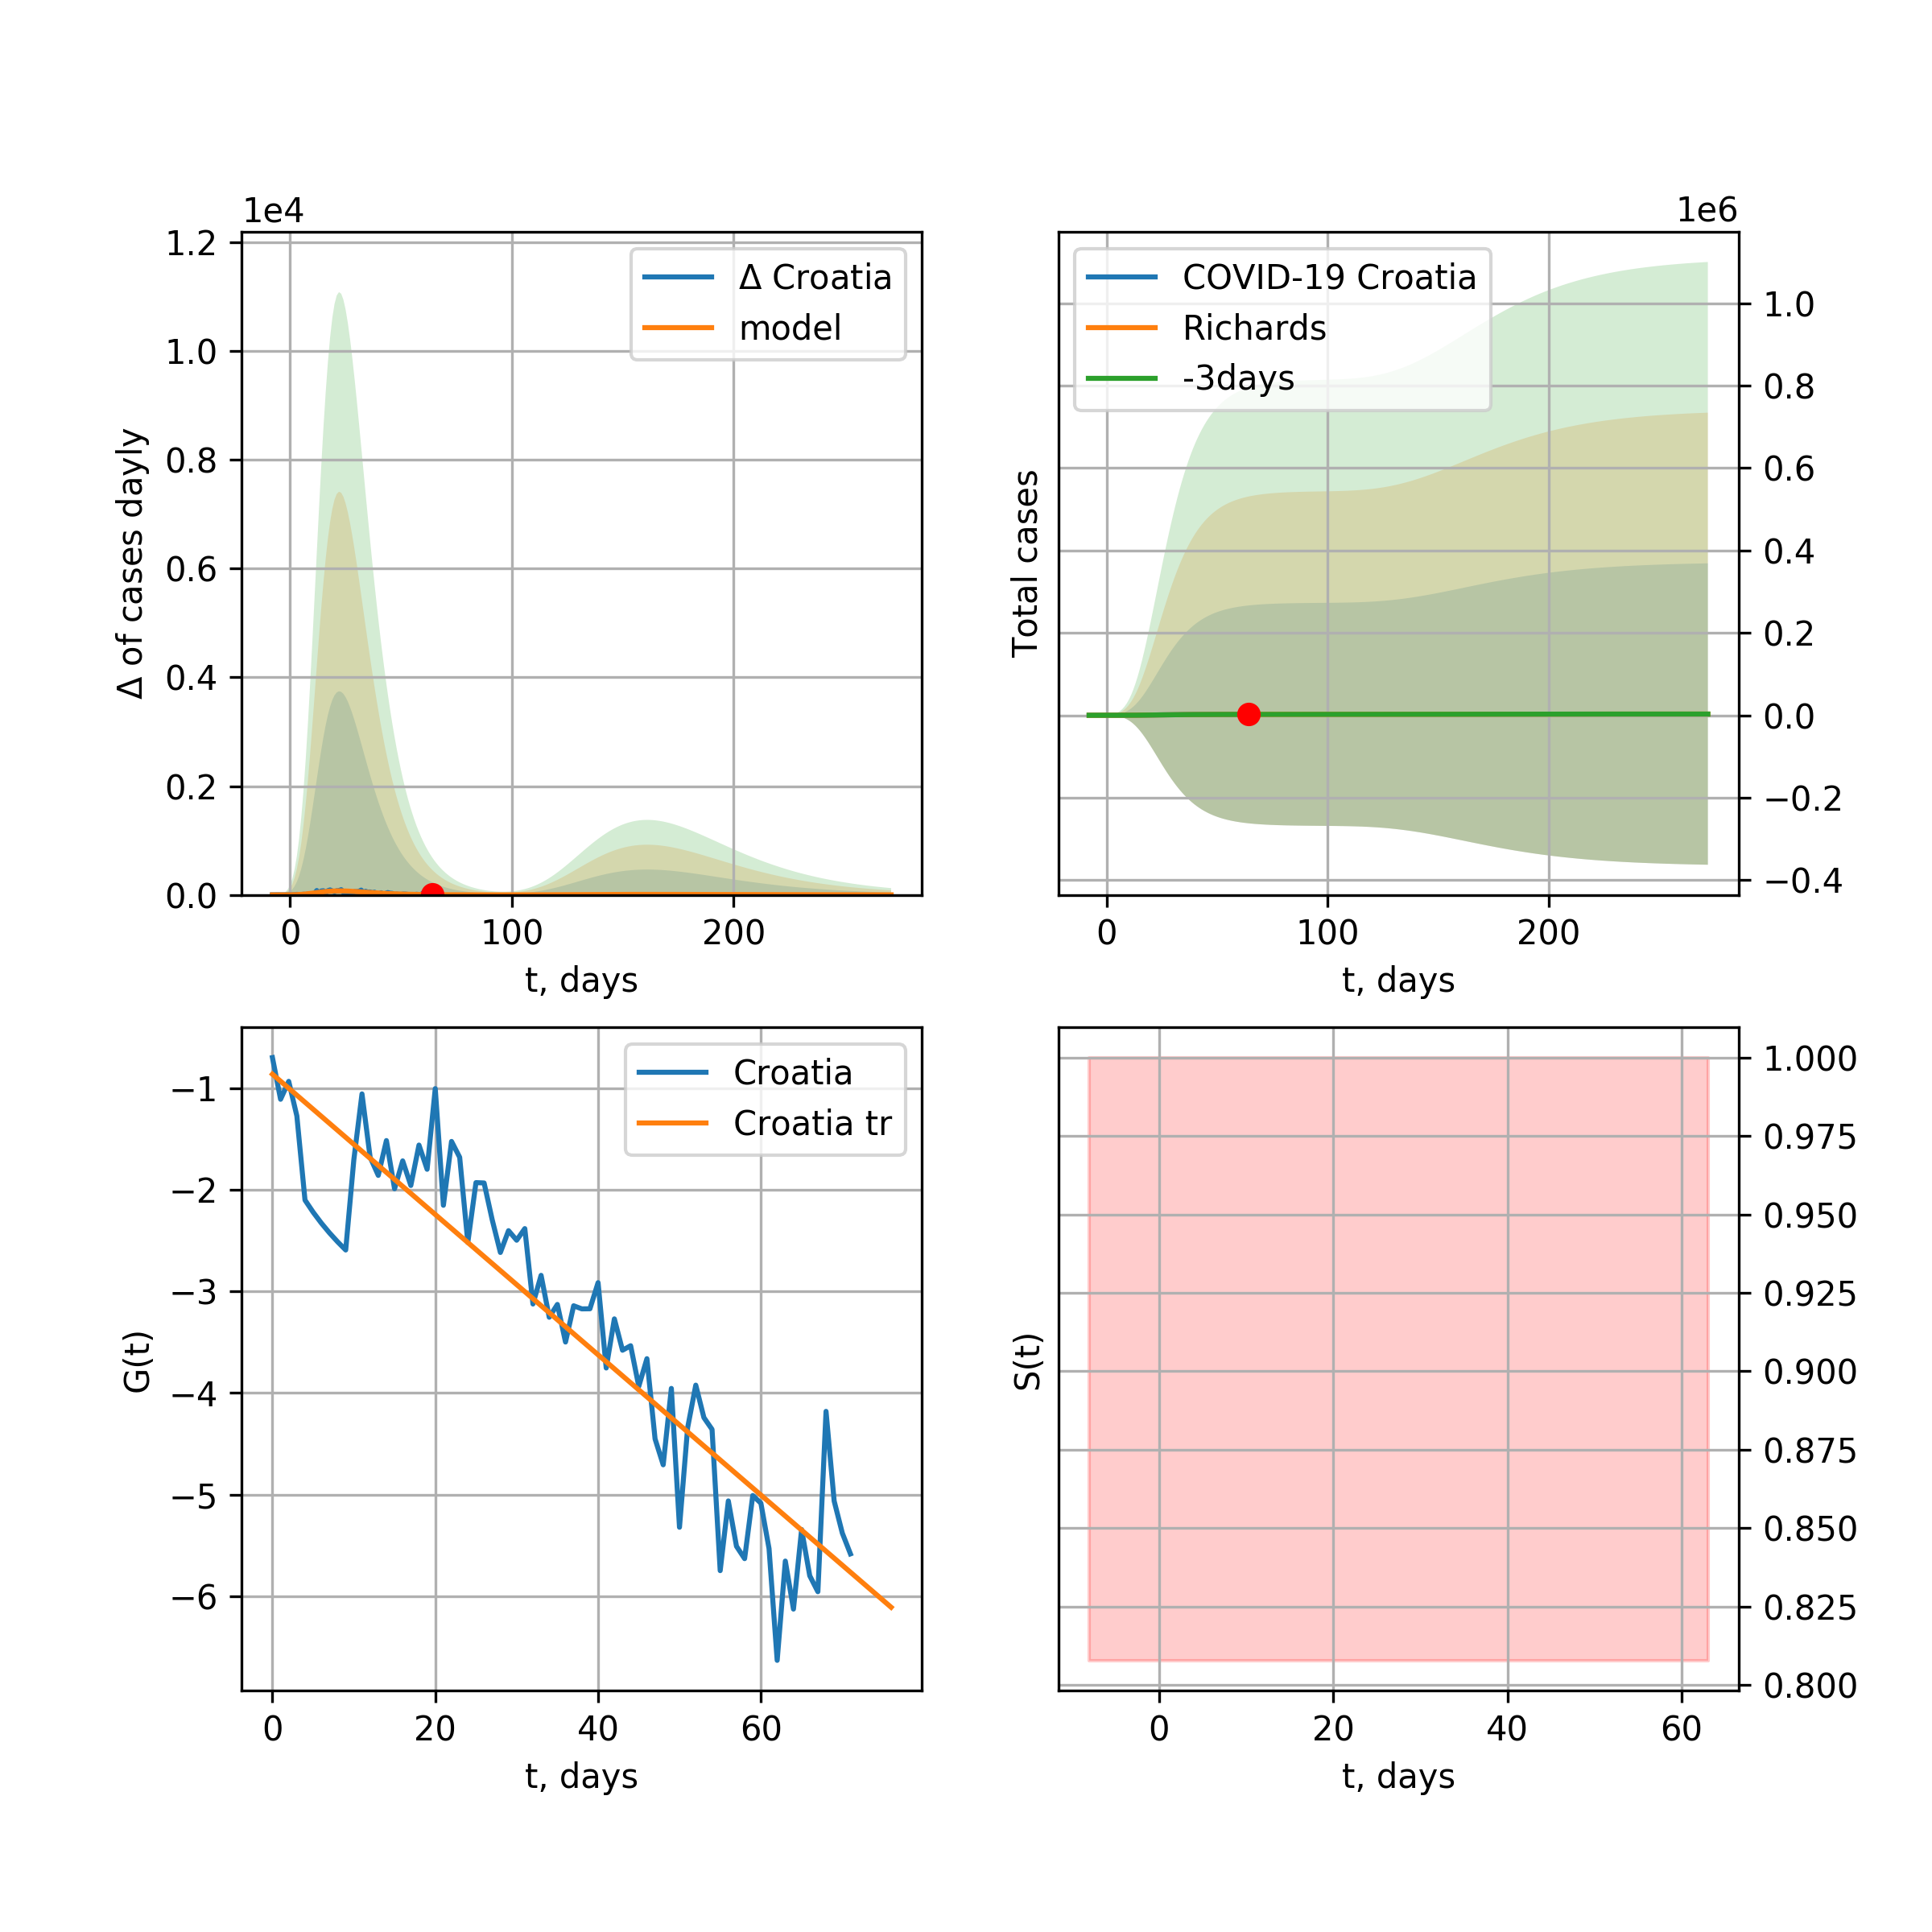 1e4
1.2
1.0
0.8
0.6
0.4
0.2
0.0
Δ of cases dayly
Δ Croatia
model
0 100 200
t, days
1e6
COVID-19 Croatia
Richards
-3days
Total cases
1.0
0.8
0.6
0.4
0.2
0.0
−0.2
−0.4
0 100 200
t, days
Croatia
Croatia tr
G(t)
−1
−2
−3
−4
−5
−6
0 20 40 60
t, days
S(t)
1.000
0.975
0.950
0.925
0.900
0.875
0.850
0.825
0.800
0 20 40 60
t, days